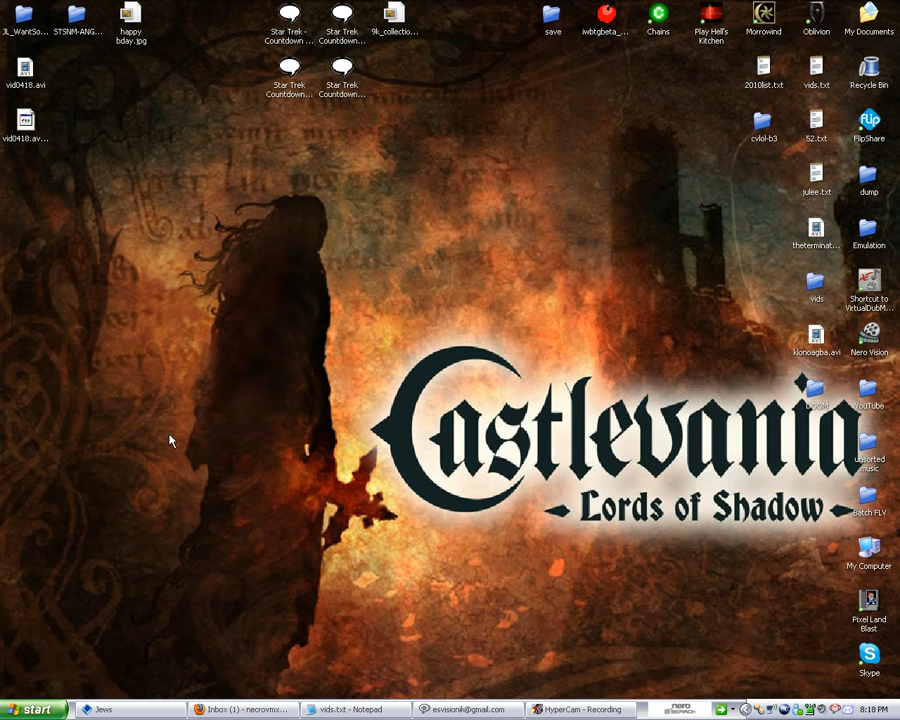 JL_WantSo...
STSNM-ANG...
happy
bday.jpg
Star Trek -
Countdown ...
Star Trek
Countdown...
9k_collectio...
save
iwbtgbeta_...
Chains
Play Hell's
Kitchen
Morrowind
Oblivion
My Documents
vid0418.avi
Star Trek
Countdown...
Star Trek
Countdown...
2010list.txt
vids.txt
Recycle Bin
vid0418.av...
cvlol-b3
52.txt
FlipShare
julee.txt
dump
theterminat...
Emulation
vids
Shortcut to
VirtualDubM...
klonoagba.avi
Nero Vision
DOOM
YouTube
Castlevania
Lords of Shadow
unsorted
music
Batch FLV
My Computer
Pixel Land
Blast
Skype
start
Jews
Inbox (1) - necrovmx...
vids.txt - Notepad
esvisionik@gmail.com
HyperCam - Recording
nero
SEARCH
8:18 PM